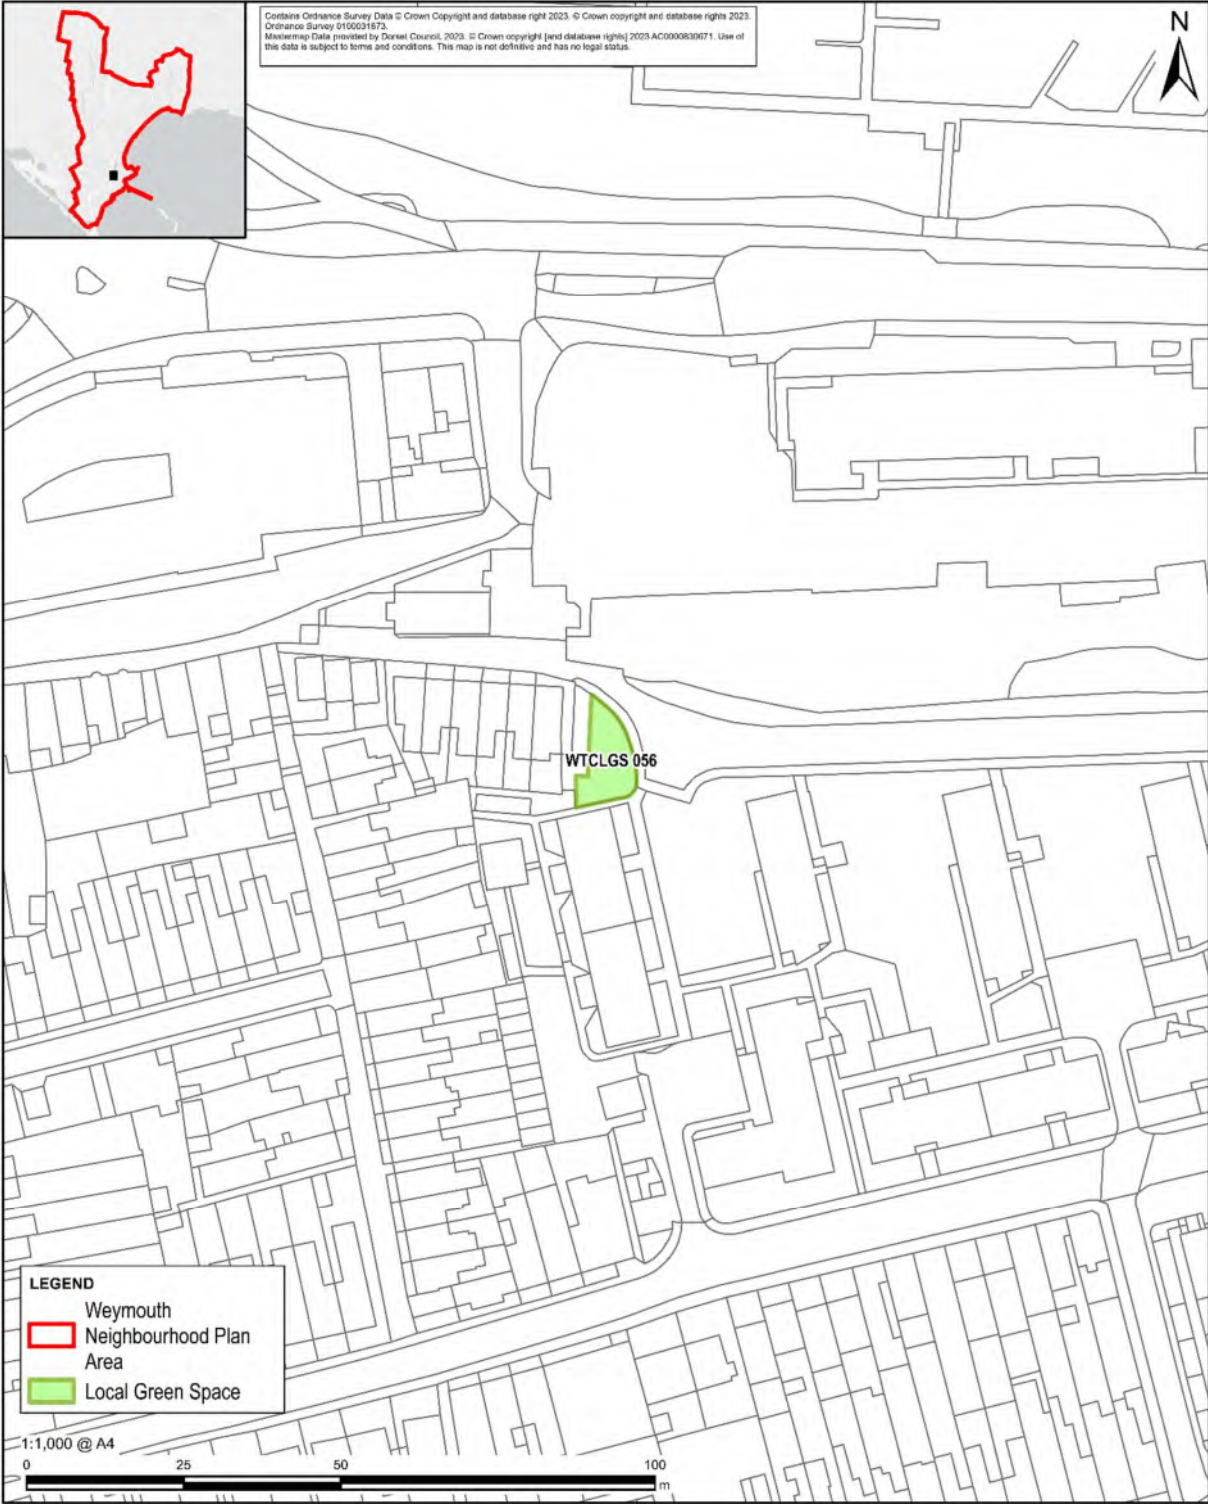 Contains Ordnance Survey Data © Crown Copyright and database right 2023. © Crown copyright and database rights 2023.
Ordnance Survey 0100031673.
Mastermap Data provided by Dorset Council, 2023. © Crown copyright [and database rights] 2023 AC0000830671. Use of
this data is subject to terms and conditions. This map is not definitive and has no legal status.
N
WTCLGS 056
LEGEND
Weymouth
Neighbourhood Plan
Area
Local Green Space
1:1,000 @ A4
0 25 50 100
m